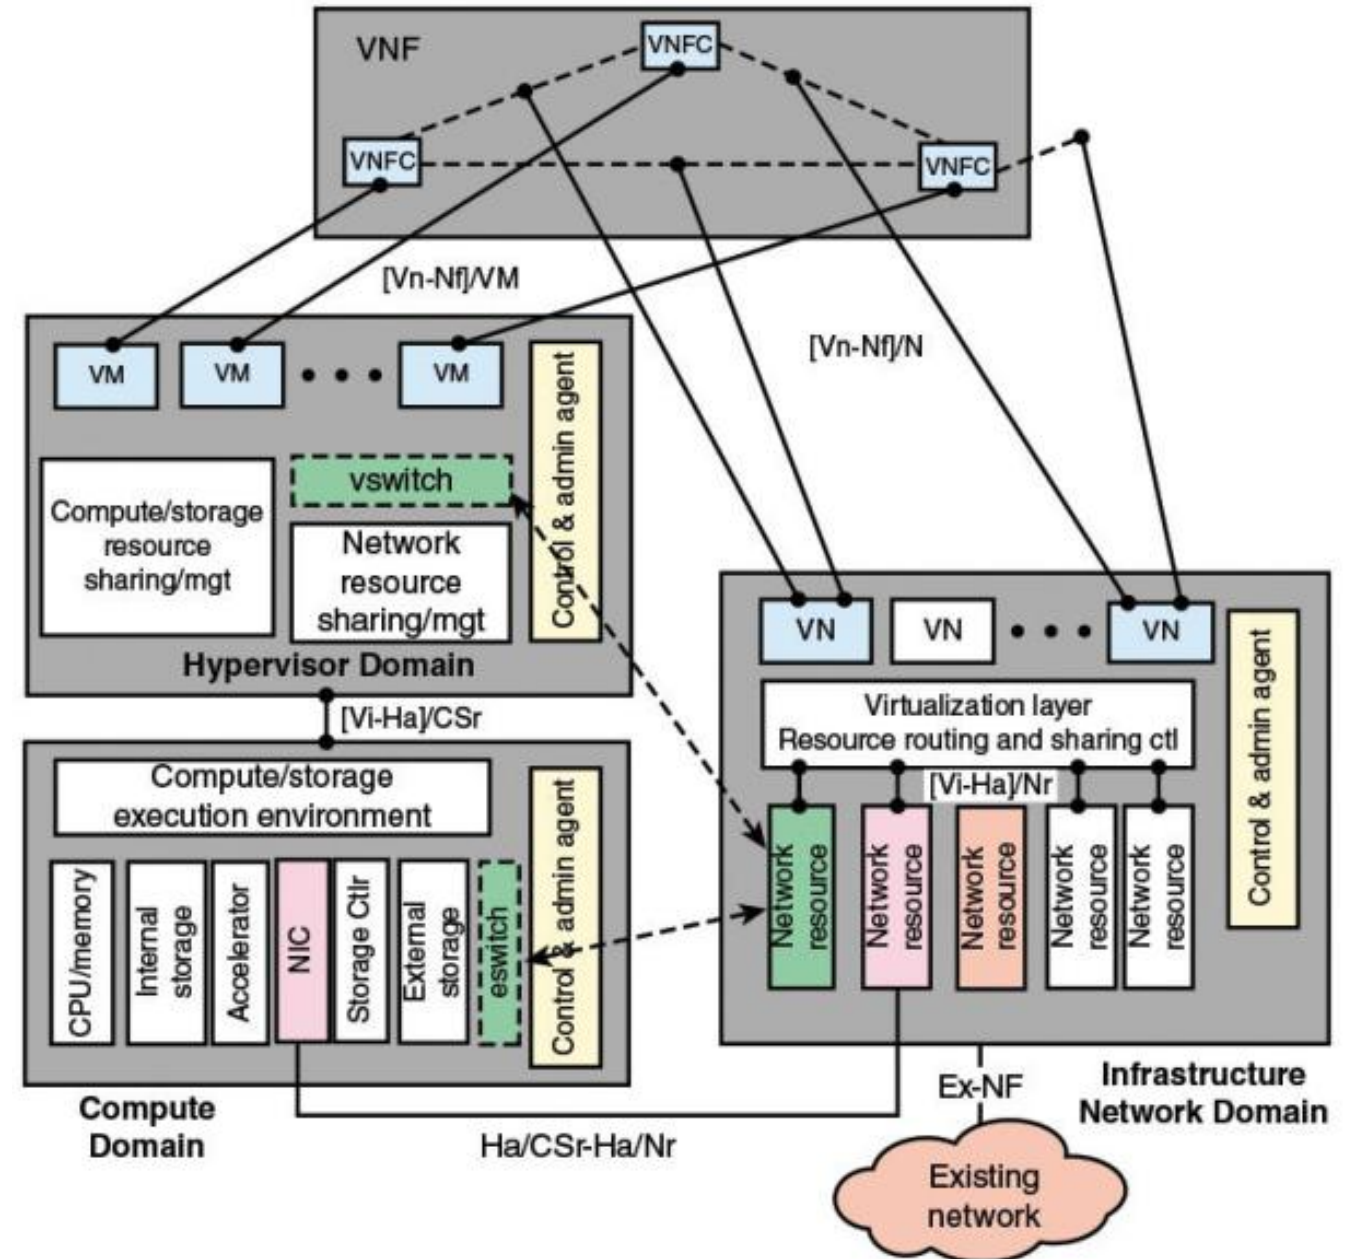 VNF
VNFC
VNFC
VNFC
[Vn-Nf]/VM
[Vn-Nf]/N
VM
VM
VM
Control & admin agent
vswitch
Compute/storage
resource
sharing/mgt
Network
resource
sharing/mgt
Hypervisor Domain
[Vi-Ha]/CSr
Compute/storage
execution environment
CPU/memory
Internal
storage
Accelerator
NIC
Storage Ctlr
External
storage
eswitch
Control & admin agent
Compute
Domain
Ha/CSr-Ha/Nr
VN
VN
VN
Virtualization layer
Resource routing and sharing ctl
[Vi-Ha]/Nr
Network
resource
Network
resource
Network
resource
Network
resource
Network
resource
Control & admin agent
Ex-NF
Infrastructure
Network Domain
Existing
network